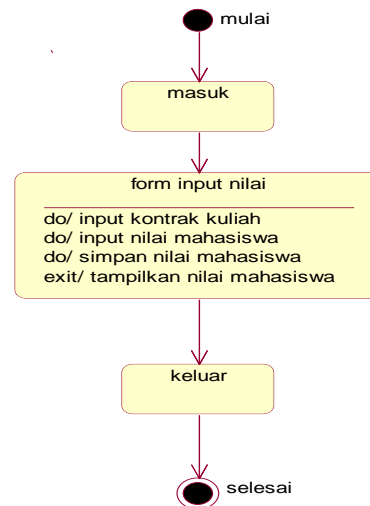 mulai
masuk
form input nilai
do/ input kontrak kuliah
do/ input nilai mahasiswa
do/ simpan nilai mahasiswa
exit/ tampilkan nilai mahasiswa
keluar
selesai